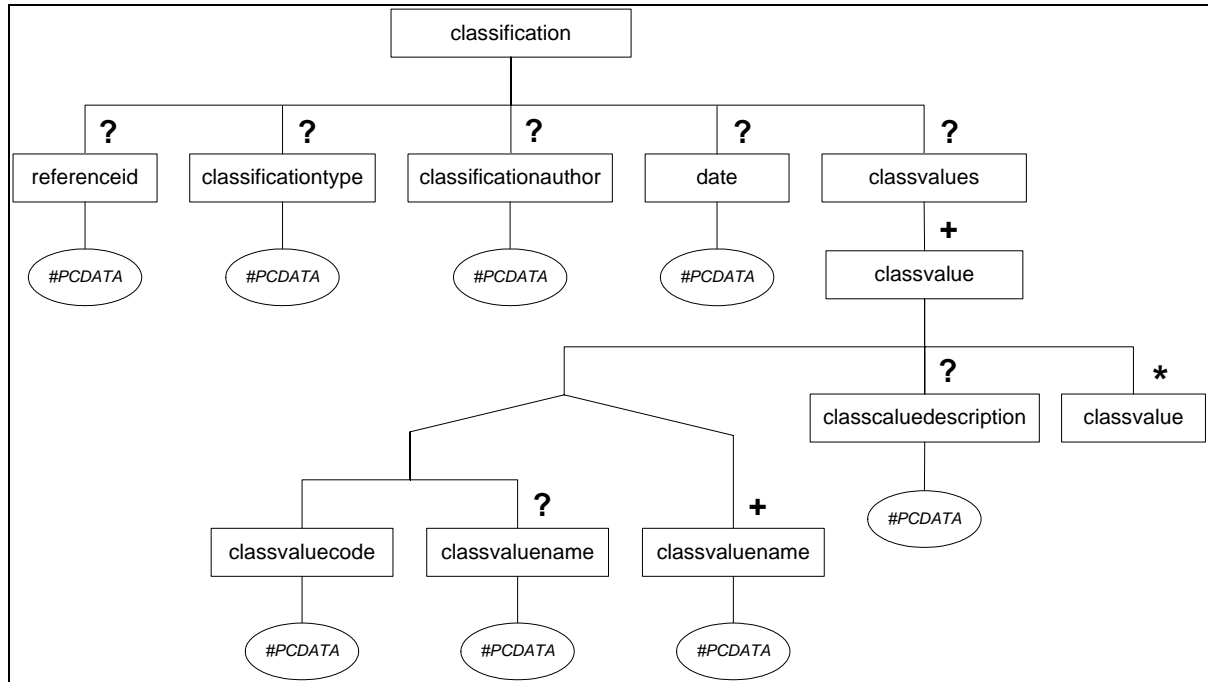 classification
? ? ? ? ?
referenceid classificationtype classificationauthor date classvalues
#PCDATA #PCDATA #PCDATA #PCDATA +
classvalue
? *
classcaluedescription classvalue
? + #PCDATA
classvaluecode classvaluename classvaluename
#PCDATA #PCDATA #PCDATA